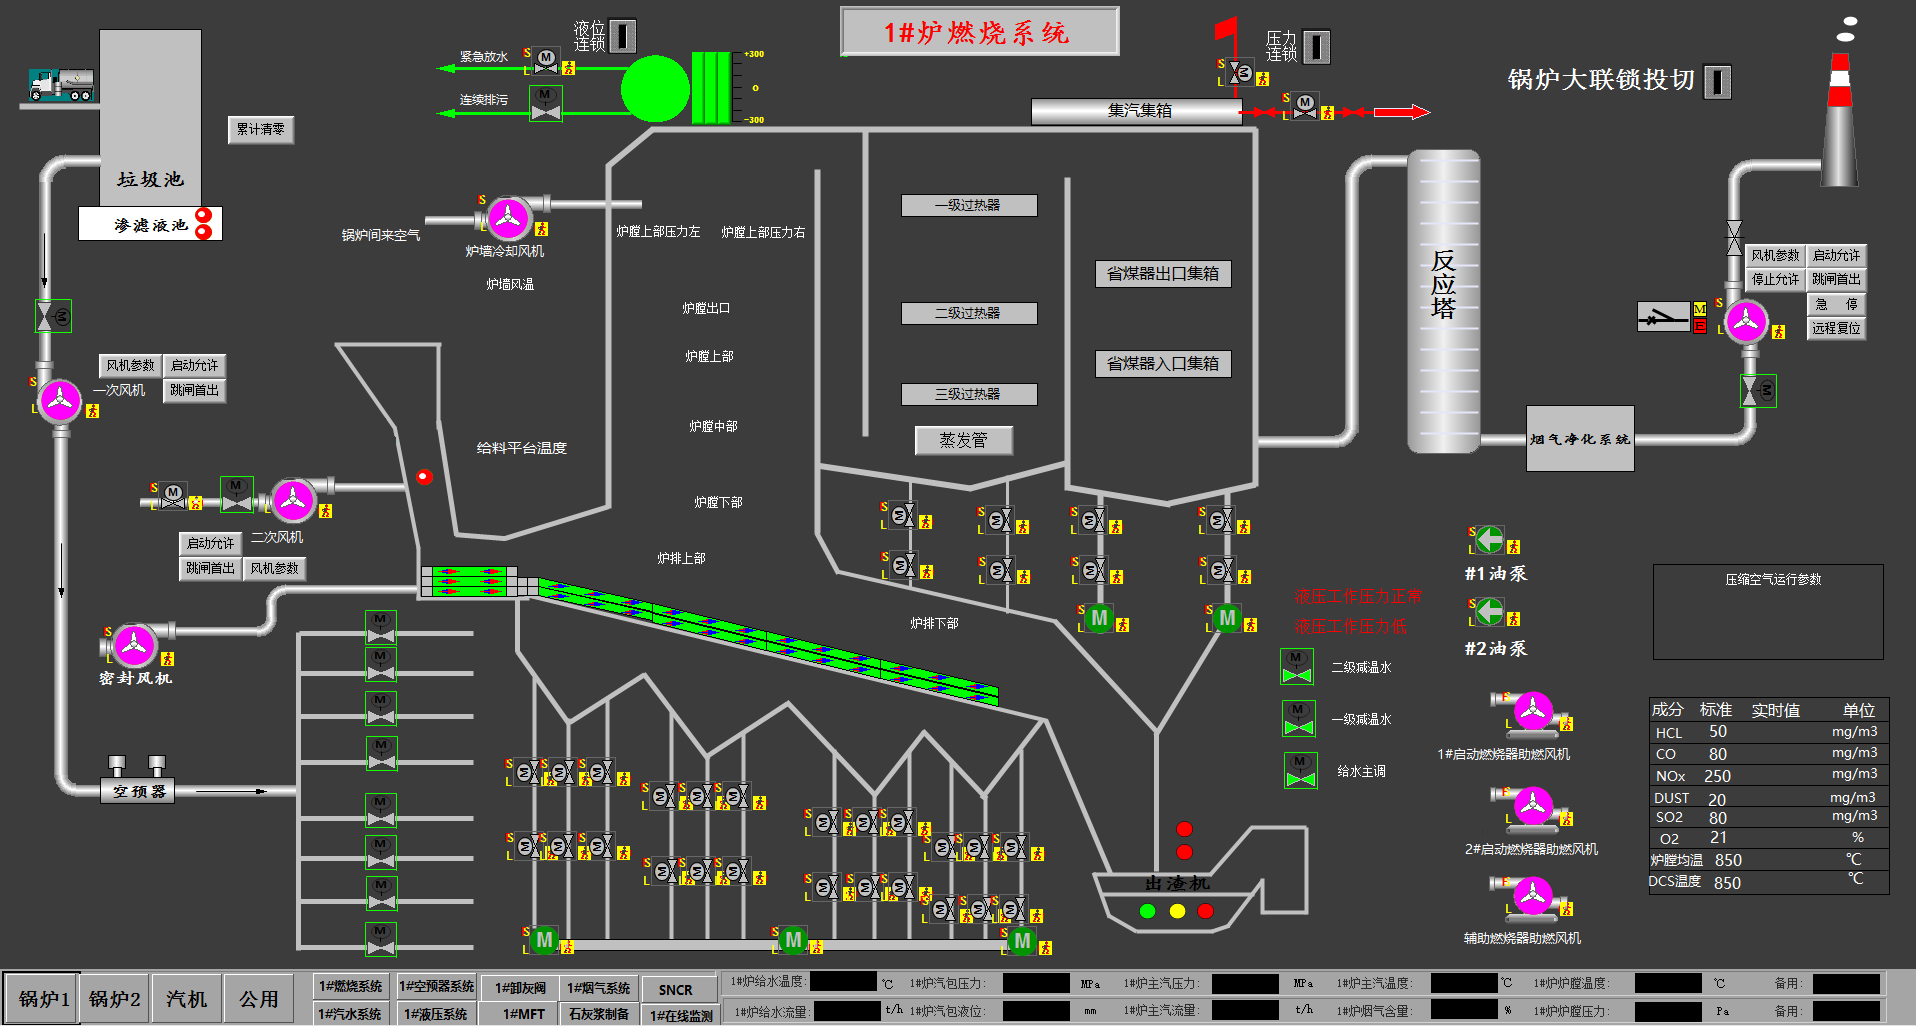 1#炉燃烧系统
液位
连锁
紧急放水
连续排污
+300
0
-300
压力
连锁
集汽集箱
锅炉大联锁投切
累计清零
垃圾池
渗滤液池
锅炉间来空气
炉墙冷却风机
炉墙风温
炉膛上部压力左
炉膛上部压力右
炉膛出口
炉膛上部
炉膛中部
炉膛下部
炉排上部
炉排下部
一级过热器
二级过热器
三级过热器
蒸发管
省煤器出口集箱
省煤器入口集箱
反应塔
烟气净化系统
风机参数 启动允许
停止允许 跳闸首出
急 停
远程复位
风机参数 启动允许
一次风机 跳闸首出
给料平台温度
二次风机
启动允许
跳闸首出 风机参数
密封风机
空预器
#1油泵
#2油泵
液压工作压力正常
液压工作压力低
二级减温水
一级减温水
给水主调
压缩空气运行参数
1#启动燃烧器助燃风机
2#启动燃烧器助燃风机
辅助燃烧器助燃风机
出渣机
成分 标准 实时值 单位
HCL 50 mg/m3
CO 80 mg/m3
NOx 250 mg/m3
DUST 20 mg/m3
SO2 80 mg/m3
O2 21 %
炉膛均温 850 ℃
DCS温度 850 ℃
锅炉1 锅炉2 汽机 公用
1#燃烧系统 1#空预器系统 1#卸灰阀 1#烟气系统 SNCR
1#汽水系统 1#液压系统 1#MFT 石灰浆制备 1#在线监测
1#炉给水温度: ℃ 1#炉汽包压力: MPa 1#炉主汽压力: MPa 1#炉主汽温度: ℃ 1#炉炉膛温度: ℃ 备用:
1#炉给水流量: t/h 1#炉汽包液位: mm 1#炉主汽流量: t/h 1#炉烟气含量: % 1#炉炉膛压力: Pa 备用: